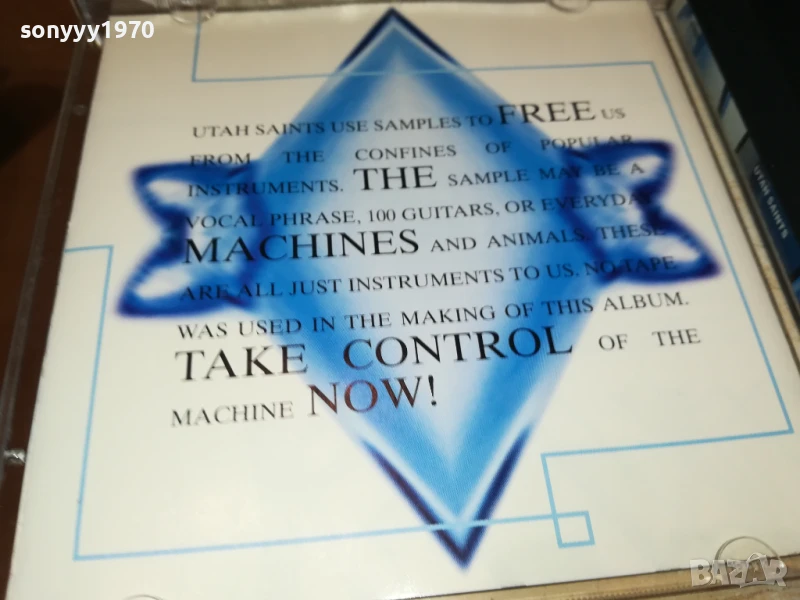 sonyyy1970
UTAH SAINTS USE SAMPLES TO FREE US
FROM THE CONFINES OF POPULAR
INSTRUMENTS. THE SAMPLE MAY BE A
VOCAL PHRASE, 100 GUITARS, OR EVERYDAY
MACHINES AND ANIMALS, THESE
ARE ALL JUST INSTRUMENTS TO US. NO TAPE
WAS USED IN THE MAKING OF THIS ALBUM.
TAKE CONTROL OF THE
MACHINE NOW!
UTAH SAINTS
BAZAR
bg